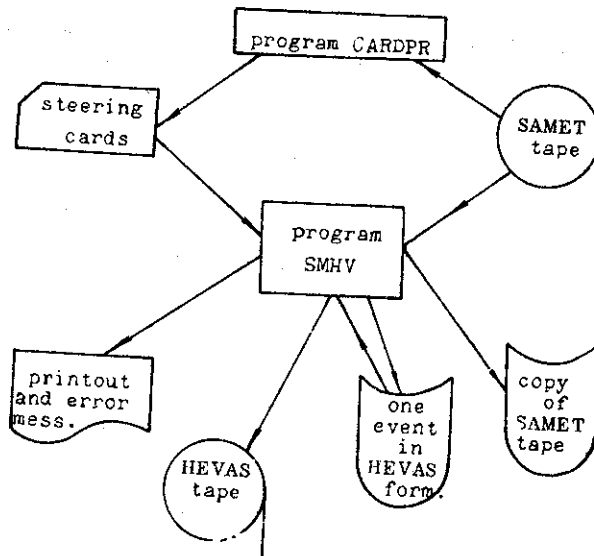 program CARDPR
steering
cards
SAMET
tape
program
SMHV
printout
and error
mess.
HEVAS
tape
one
event
in
HEVAS
form.
copy
of
SAMET
tape